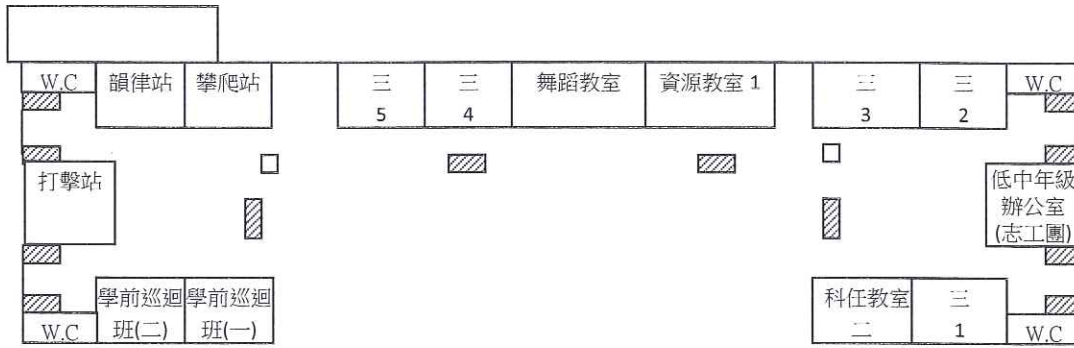 W.C 韻律站 攀爬站 三 三 舞蹈教室 資源教室 1 三 三 W.C
5 4 3 2
打擊站 低中年級
辦公室
(志工團)
學前巡迴 學前巡迴 科任教室 三
班(二) 班(一) 二 1
W.C W.C